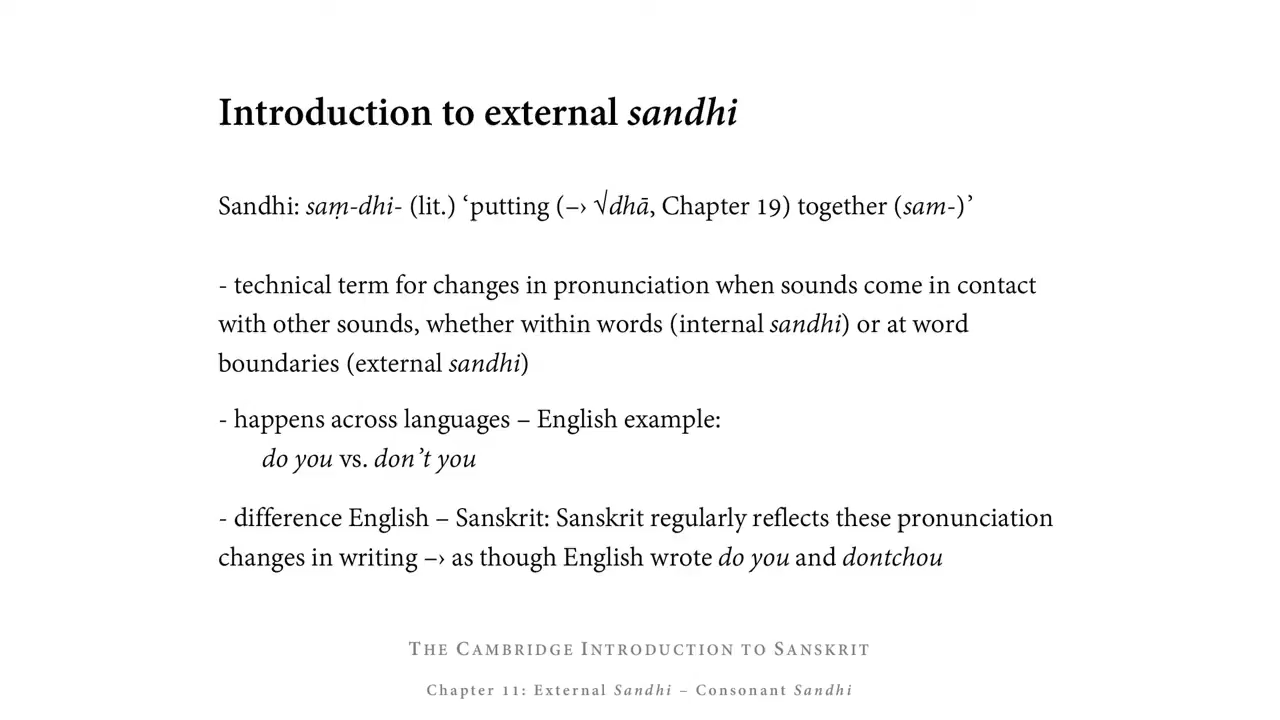 Introduction to external sandhi
Sandhi: saṃ-dhi- (lit.) ‘putting (–› √dhā, Chapter 19) together (sam-)’
- technical term for changes in pronunciation when sounds come in contact
with other sounds, whether within words (internal sandhi) or at word
boundaries (external sandhi)
- happens across languages – English example:
do you vs. don’t you
- difference English – Sanskrit: Sanskrit regularly reflects these pronunciation
changes in writing –› as though English wrote do you and dontchou
The Cambridge Introduction to Sanskrit
Chapter 11: External Sandhi – Consonant Sandhi